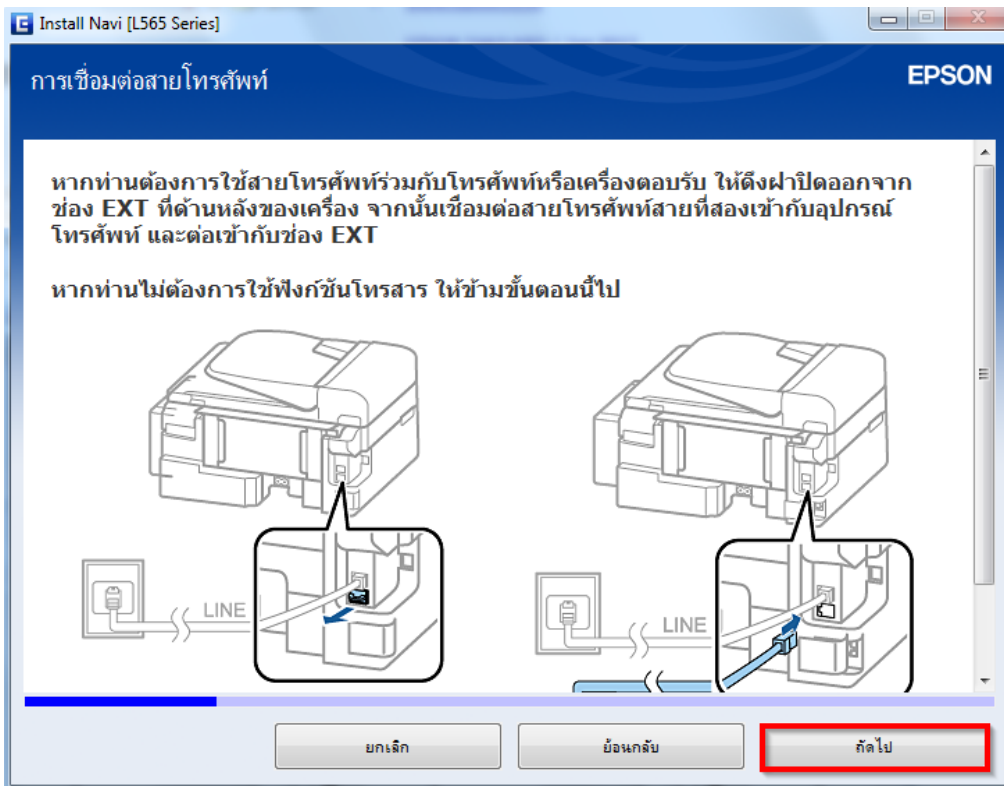 Install Navi [L565 Series]
การเชื่อมต่อสายโทรศัพท์
EPSON
หากท่านต้องการใช้สายโทรศัพท์ร่วมกับโทรศัพท์หรือเครื่องตอบรับ ให้ดึงฝาปิดออกจาก
ช่อง EXT ที่ด้านหลังของเครื่อง จากนั้นเชื่อมต่อสายโทรศัพท์สายที่สองเข้ากับอุปกรณ์
โทรศัพท์ และต่อเข้ากับช่อง EXT
หากท่านไม่ต้องการใช้ฟังก์ชันโทรสาร ให้ข้ามขั้นตอนนี้ไป
LINE
LINE
ยกเลิก
ย้อนกลับ
ถัดไป